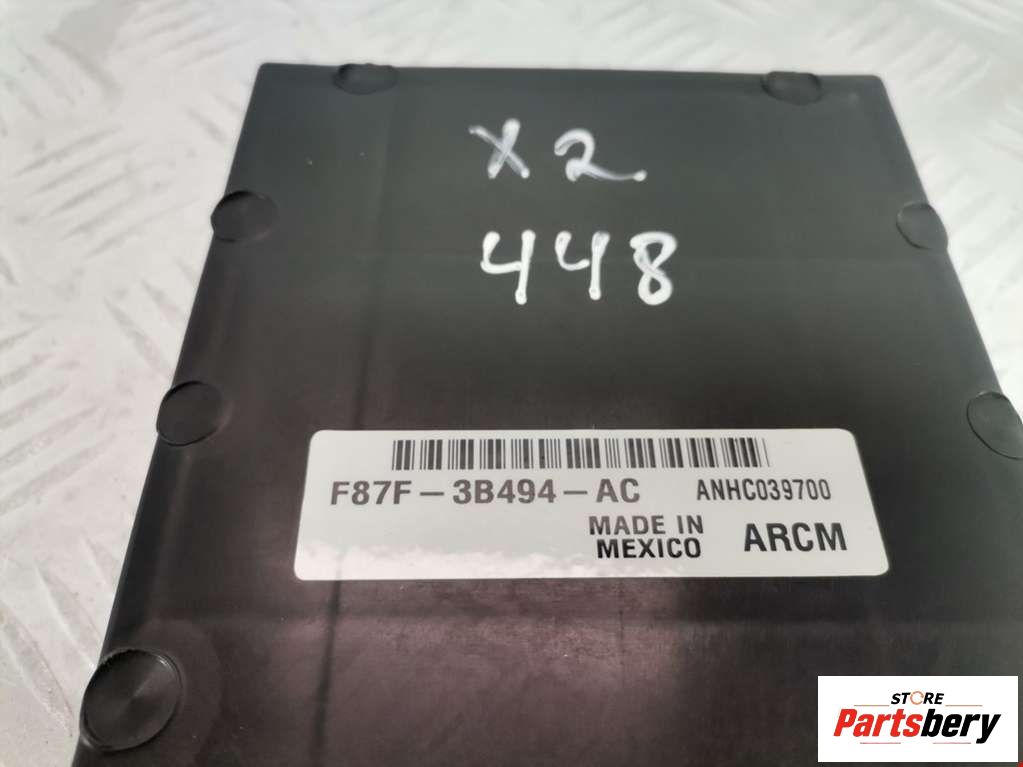 X2
448
F87F-3B494-AC ANHC039700
MADE IN
MEXICO ARCM
STORE
Partsbery